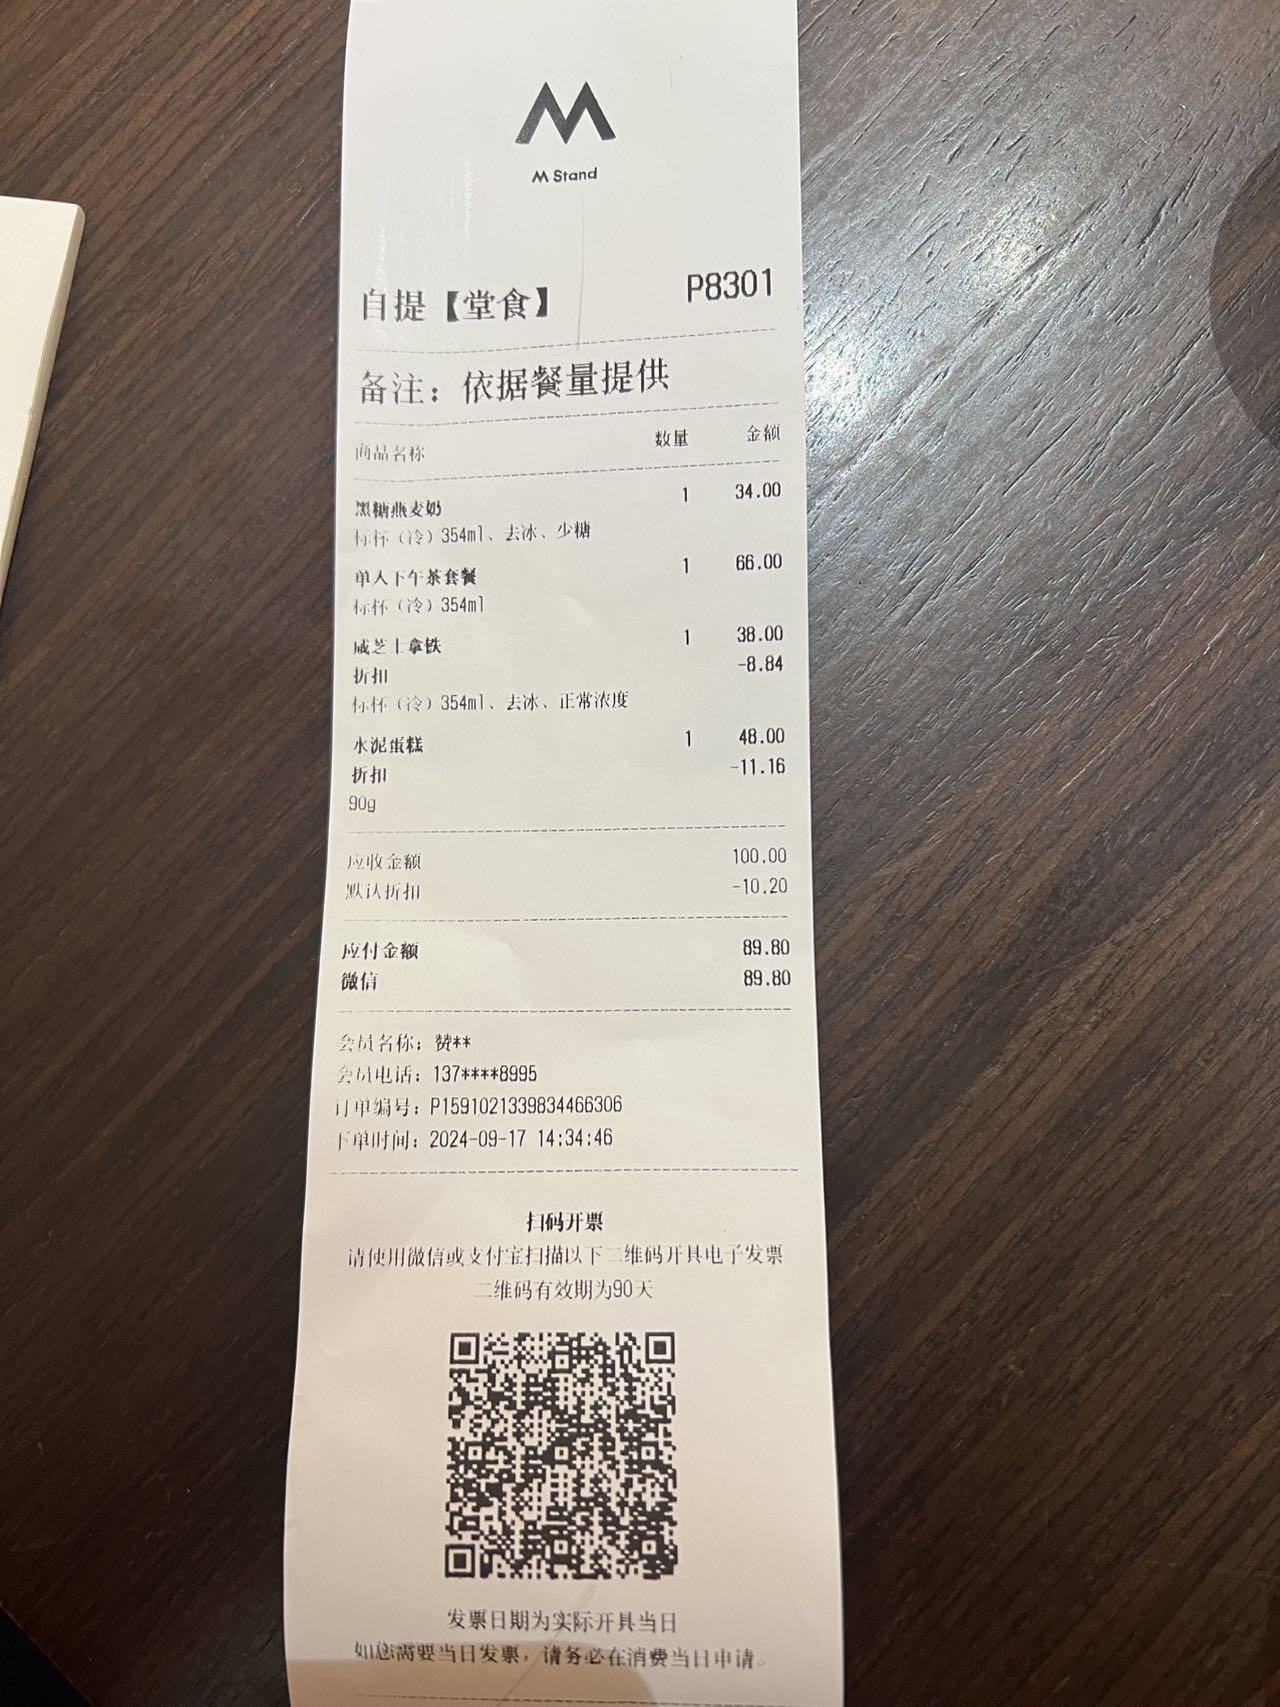 M Stand
自提【堂食】 P8301
备注：依据餐量提供
商品名称 数量 金额
黑糖燕麦奶 1 34.00
标杯（冷）354ml、去冰、少糖
单人下午茶套餐 1 66.00
标杯（冷）354ml
咸芝士拿铁 1 38.00
折扣 -8.84
标杯（冷）354ml、去冰、正常浓度
水泥蛋糕 1 48.00
折扣 -11.16
90g
应收金额 100.00
默认折扣 -10.20
应付金额 89.80
微信 89.80
会员名称：赞**
会员电话：137****8995
订单编号：P1591021339834466306
下单时间：2024-09-17 14:34:46
扫码开票
请使用微信或支付宝扫描以下二维码开具电子发票
二维码有效期为90天
发票日期为实际开具当日
如您需要当日发票，请务必在消费当日申请。